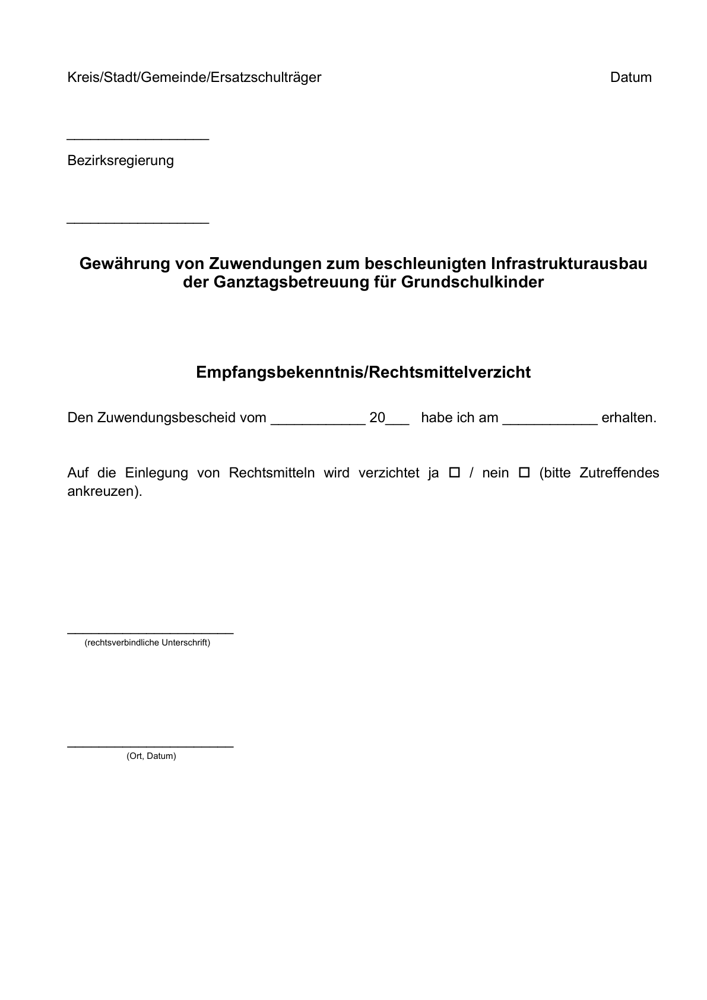 Kreis/Stadt/Gemeinde/Ersatzschulträger Datum
__________________
Bezirksregierung
__________________
Gewährung von Zuwendungen zum beschleunigten Infrastrukturausbau
der Ganztagsbetreuung für Grundschulkinder
Empfangsbekenntnis/Rechtsmittelverzicht
Den Zuwendungsbescheid vom ____________ 20___ habe ich am ____________ erhalten.
Auf die Einlegung von Rechtsmitteln wird verzichtet ja ☐ / nein ☐ (bitte Zutreffendes
ankreuzen).
_____________________
(rechtsverbindliche Unterschrift)
_____________________
(Ort, Datum)